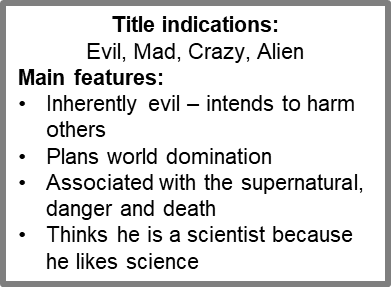 Title indications:
Evil, Mad, Crazy, Alien
Main features:
• Inherently evil – intends to harm
others
• Plans world domination
• Associated with the supernatural,
danger and death
• Thinks he is a scientist because
he likes science